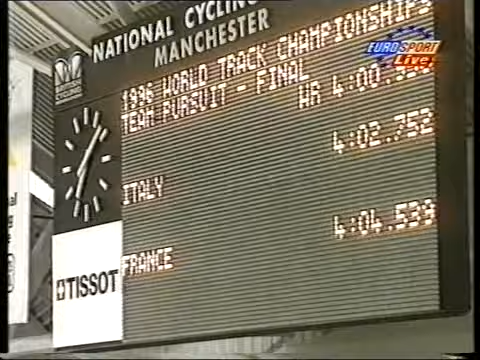 NATIONAL CYCLING
MANCHESTER
EUROSPORT
Live
1996 WORLD TRACK CHAMPIONSHIPS
TEAM PURSUIT - FINAL
WR 4:00.
4:02.752
ITALY
4:04.539
FRANCE
TISSOT